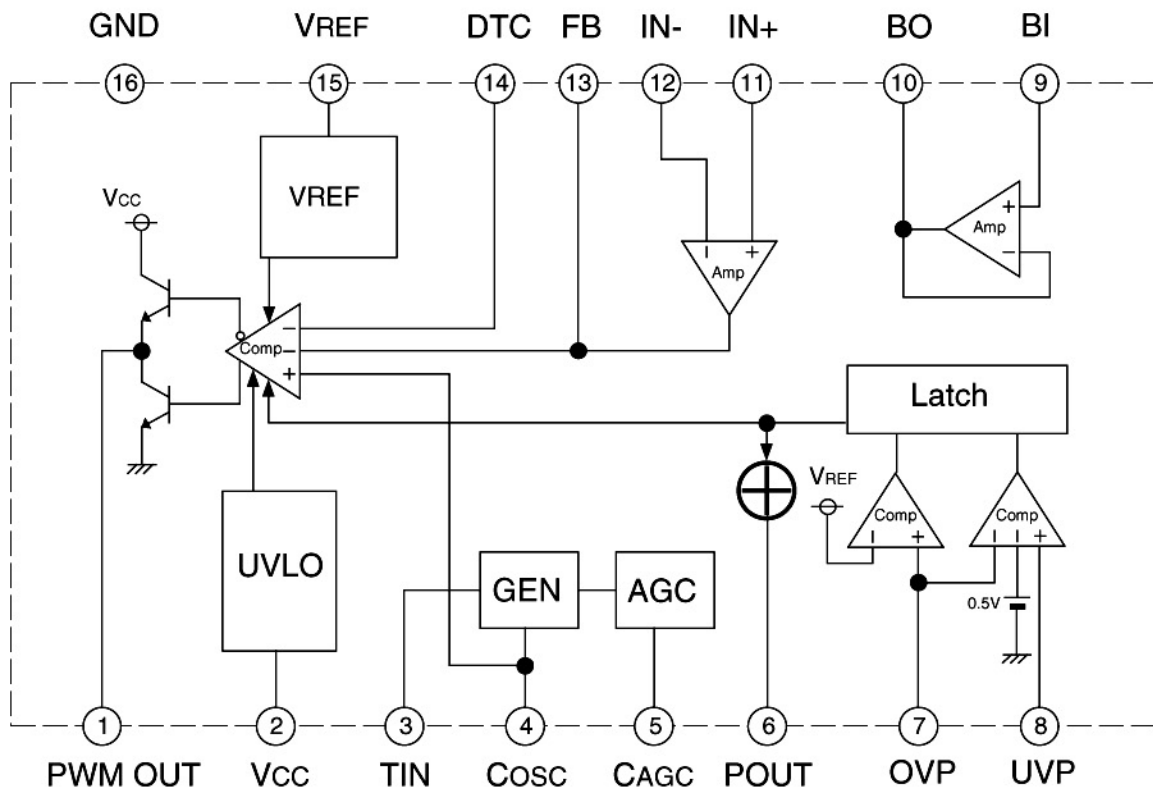 GND VREF DTC FB IN- IN+ BO BI
16 15 14 13 12 11 10 9
VREF
VCC
+
Amp
−
− +
Amp
−
Comp −
+
Latch
VREF
Comp
− +
Comp
− − +
UVLO
GEN
AGC
0.5V
1 2 3 4 5 6 7 8
PWM OUT VCC TIN COSC CAGC POUT OVP UVP